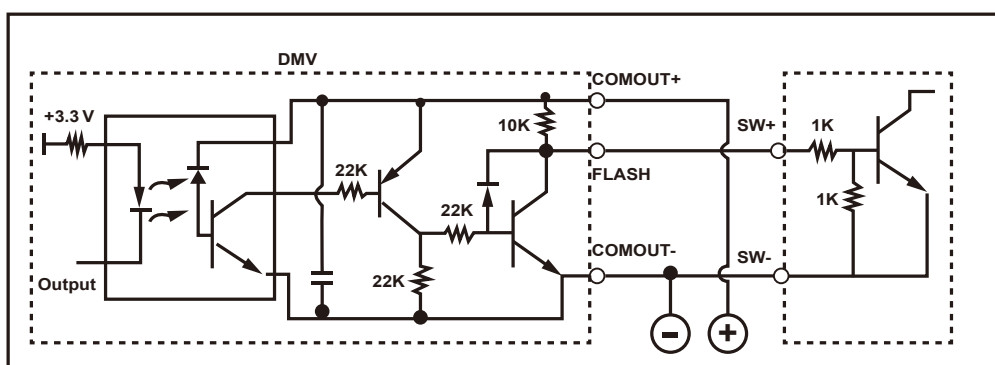 DMV
COMOUT+
+3.3 V
10K
SW+
1K
22K
FLASH
22K
1K
COMOUT-
SW-
Output
22K
-
+